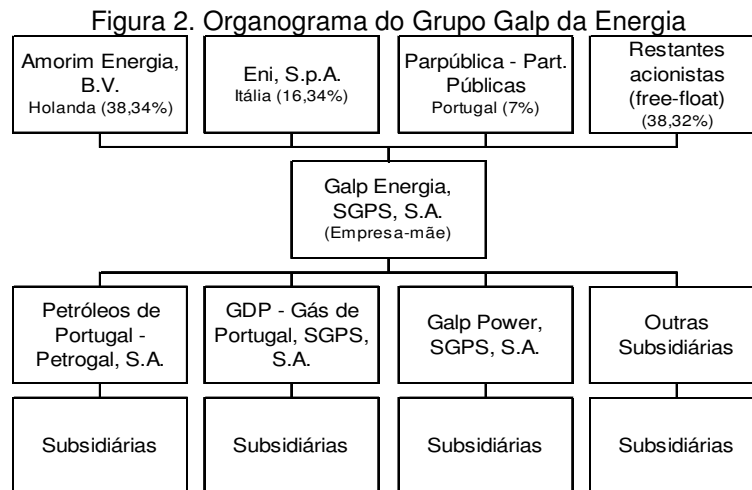 Figura 2. Organograma do Grupo Galp da Energia
Amorim Energia,
B.V.
Holanda (38,34%)
Eni, S.p.A.
Itália (16,34%)
Parpública - Part.
Públicas
Portugal (7%)
Restantes
acionistas
(free-float)
(38,32%)
Galp Energia,
SGPS, S.A.
(Empresa-mãe)
Petróleos de
Portugal -
Petrogal, S.A.
GDP - Gás de
Portugal, SGPS,
S.A.
Galp Power,
SGPS, S.A.
Outras
Subsidiárias
Subsidiárias
Subsidiárias
Subsidiárias
Subsidiárias